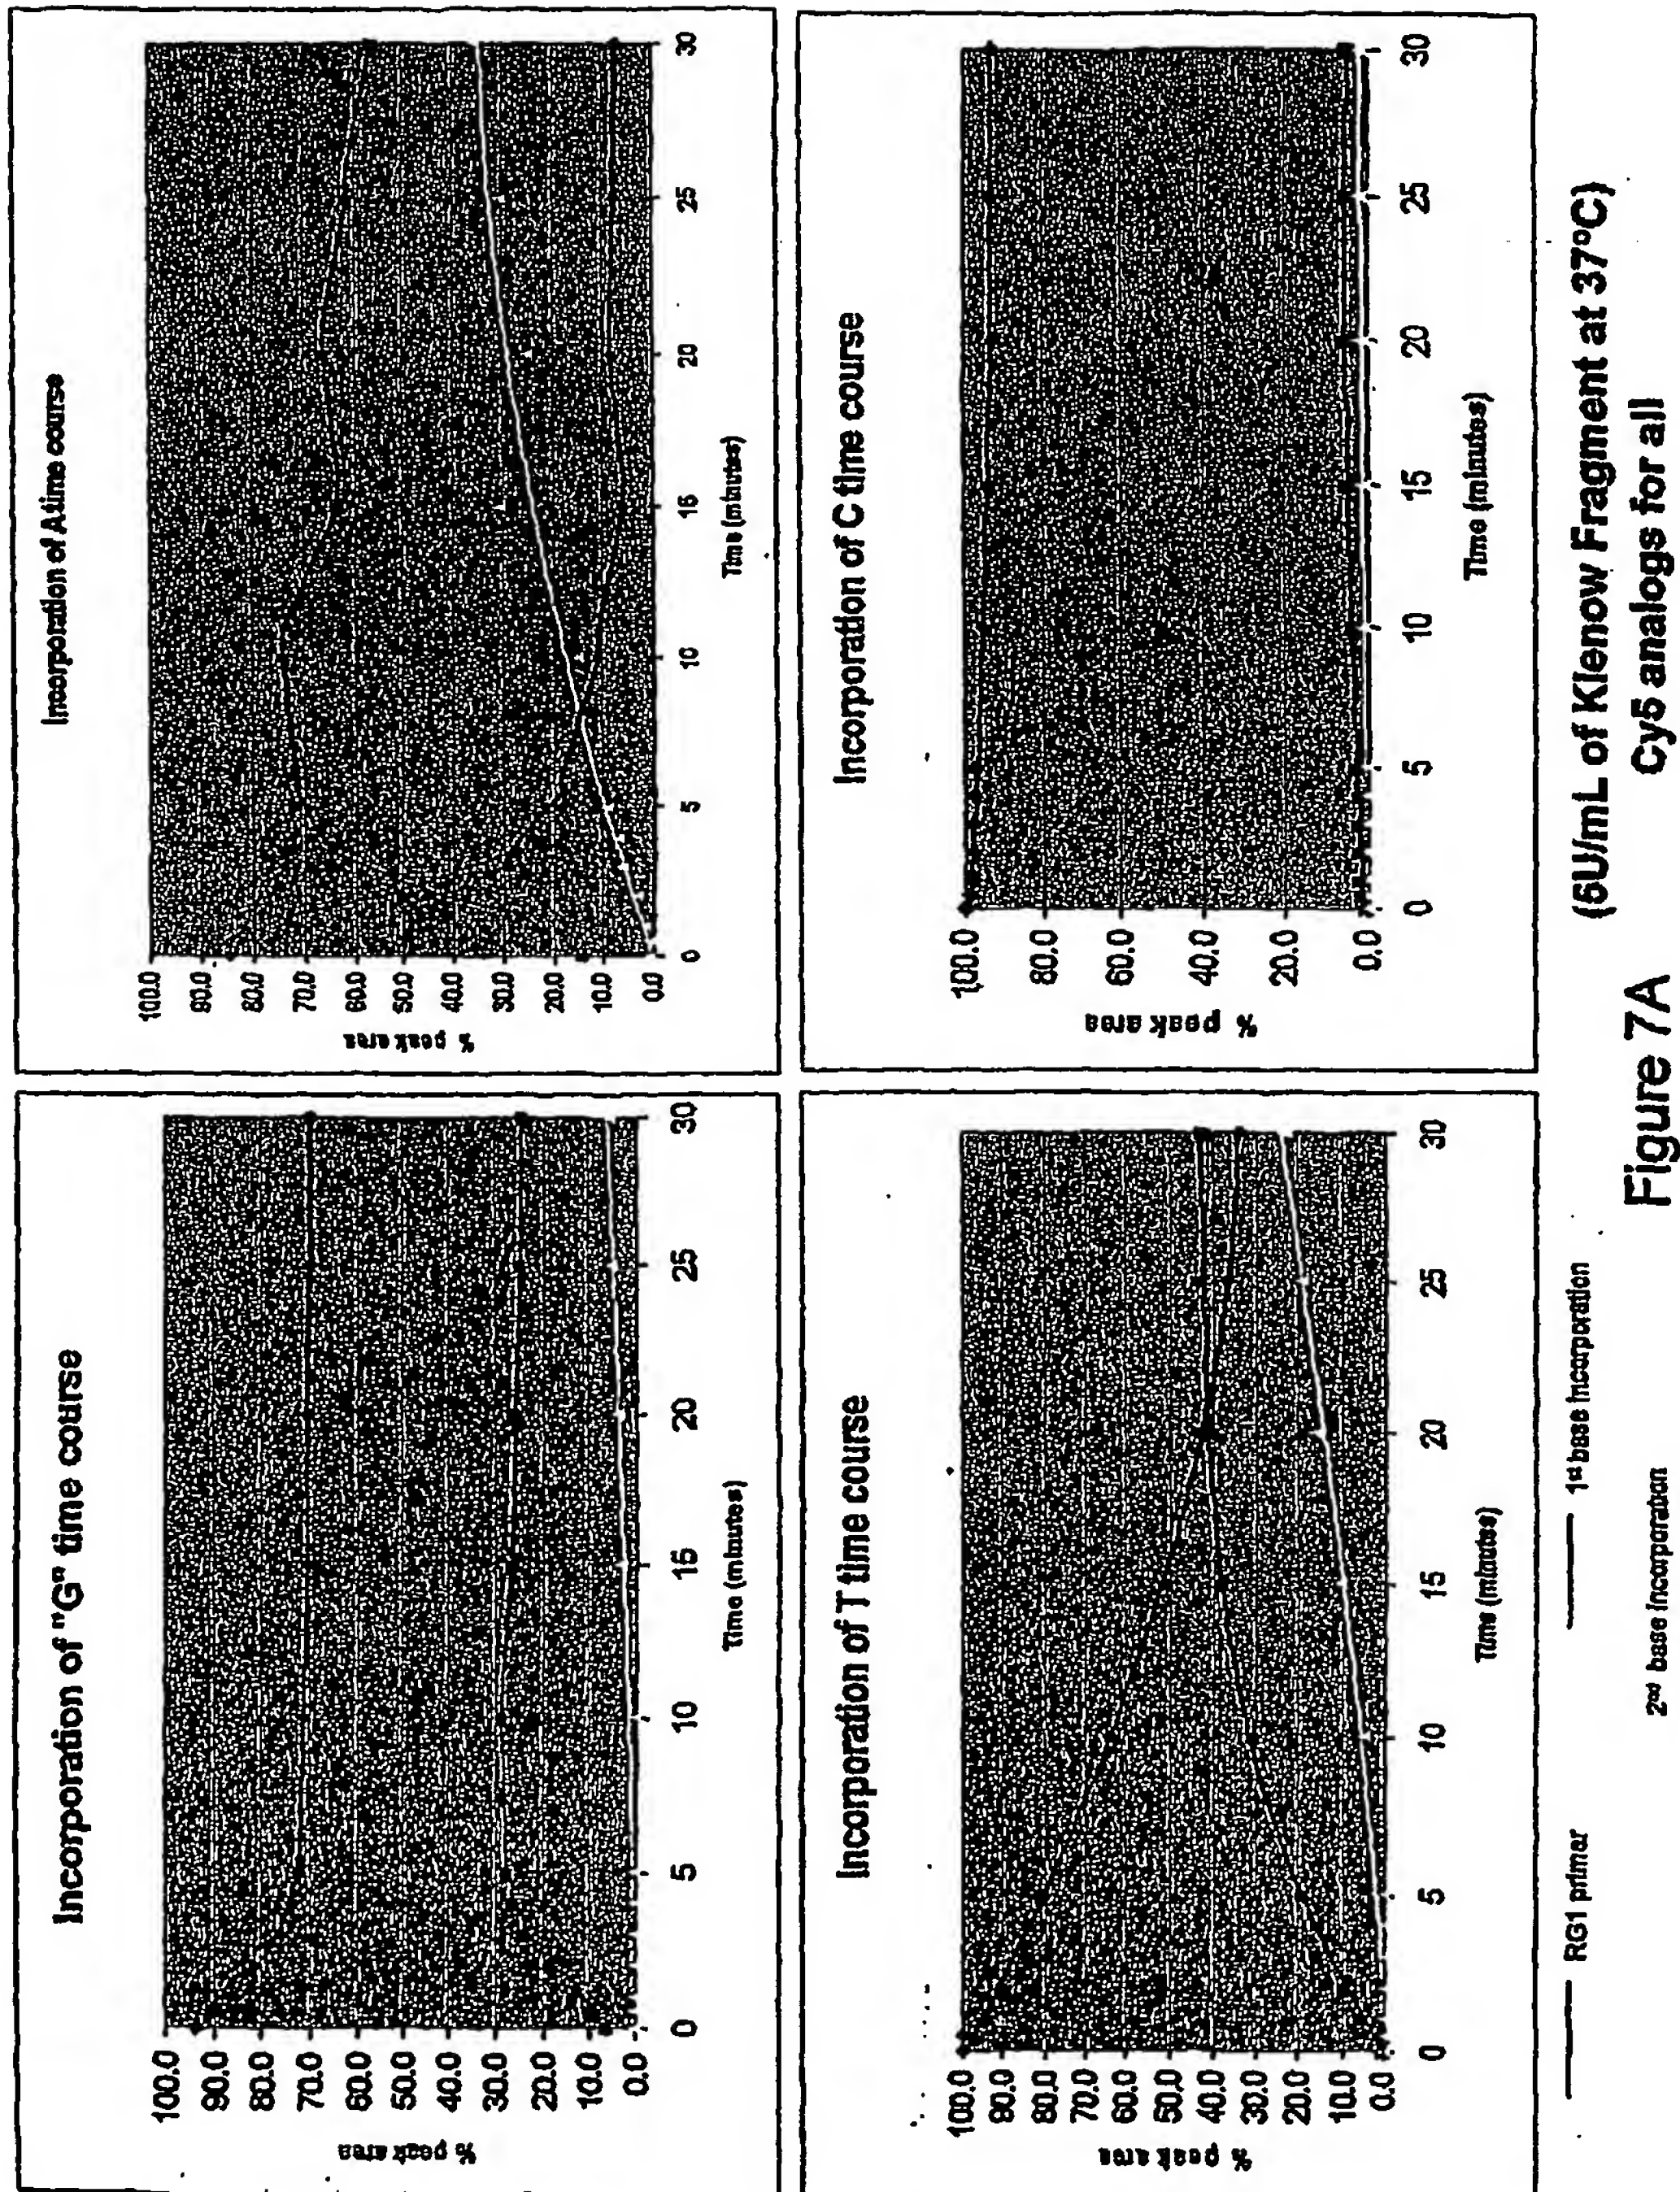 Incorporation of "G" time course
% peak area
100.0
90.0
80.0
70.0
60.0
50.0
40.0
30.0
20.0
10.0
0.0
0 5 10 15 20 25 30
Time (minutes)
Incorporation of A time course
% peak area
100.0
90.0
80.0
70.0
60.0
50.0
40.0
30.0
20.0
10.0
0.0
0 5 10 15 20 25 30
Time (minutes)
Incorporation of T time course
% peak area
100.0
90.0
80.0
70.0
60.0
50.0
40.0
30.0
20.0
10.0
0.0
0 5 10 15 20 25 30
Time (minutes)
Incorporation of C time course
% peak area
100.0
80.0
60.0
40.0
20.0
0.0
0 5 10 15 20 25 30
Time (minutes)
RG1 primer
1st base incorporation
2nd base incorporation
(5U/mL of Klenow Fragment at 37°C)
Cy5 analogs for all
Figure 7A